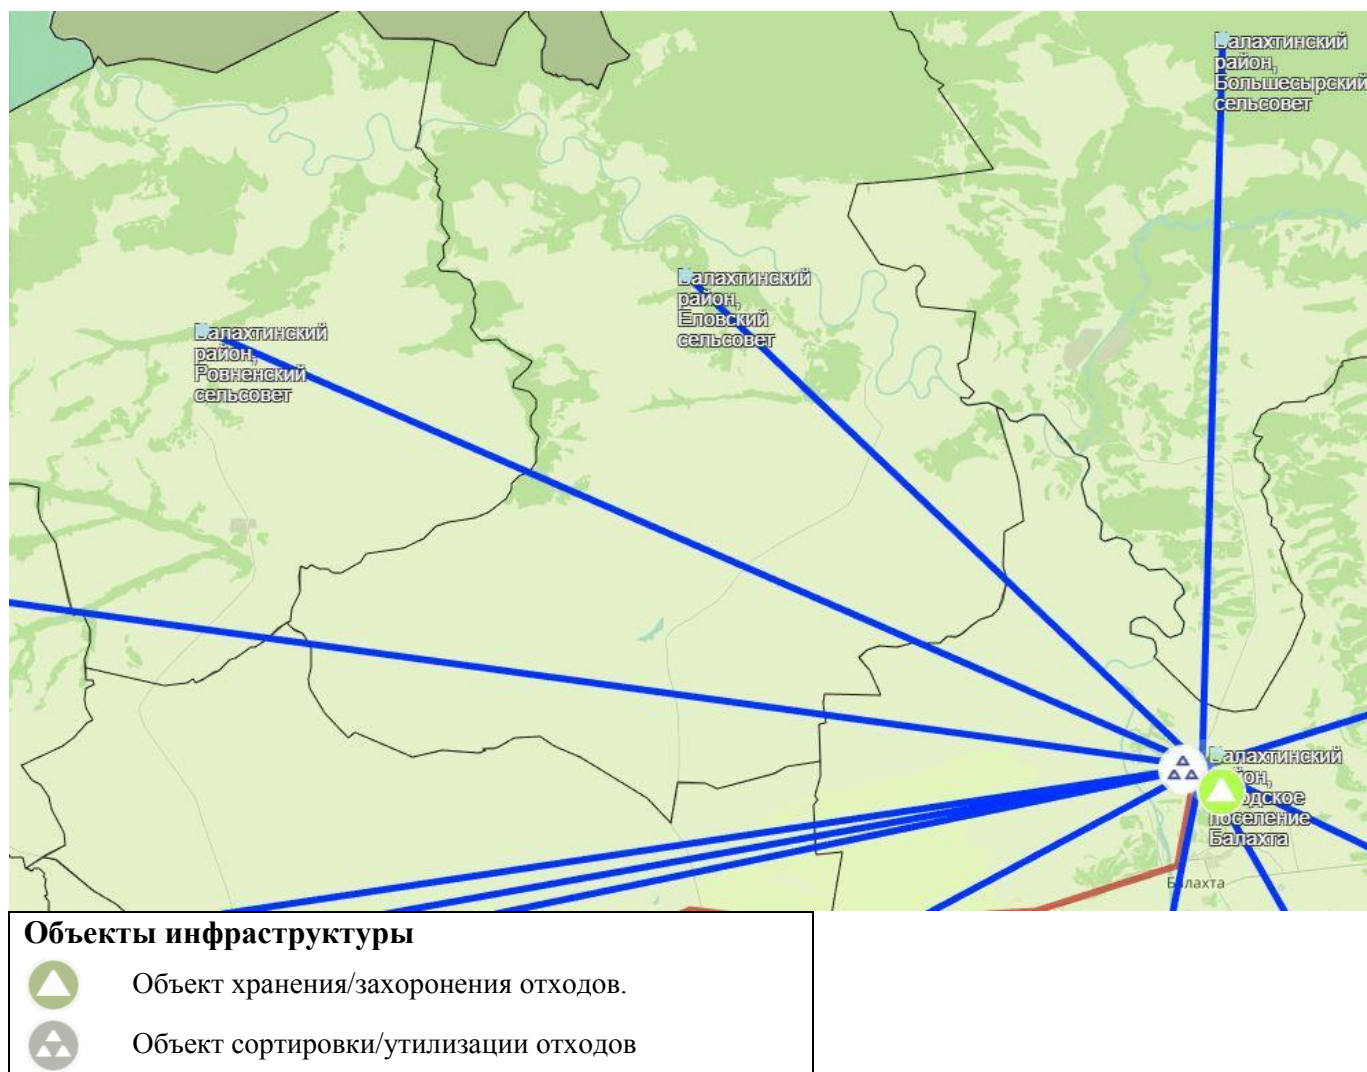 Балахтинский
район,
Большесырский
сельсовет
Балахтинский
район,
Еловский
сельсовет
Балахтинский
район,
Ровненский
сельсовет
Балахтинский
поселение
Балахта
Балахта
Объекты инфраструктуры
Объект хранения/захоронения отходов.
Объект сортировки/утилизации отходов